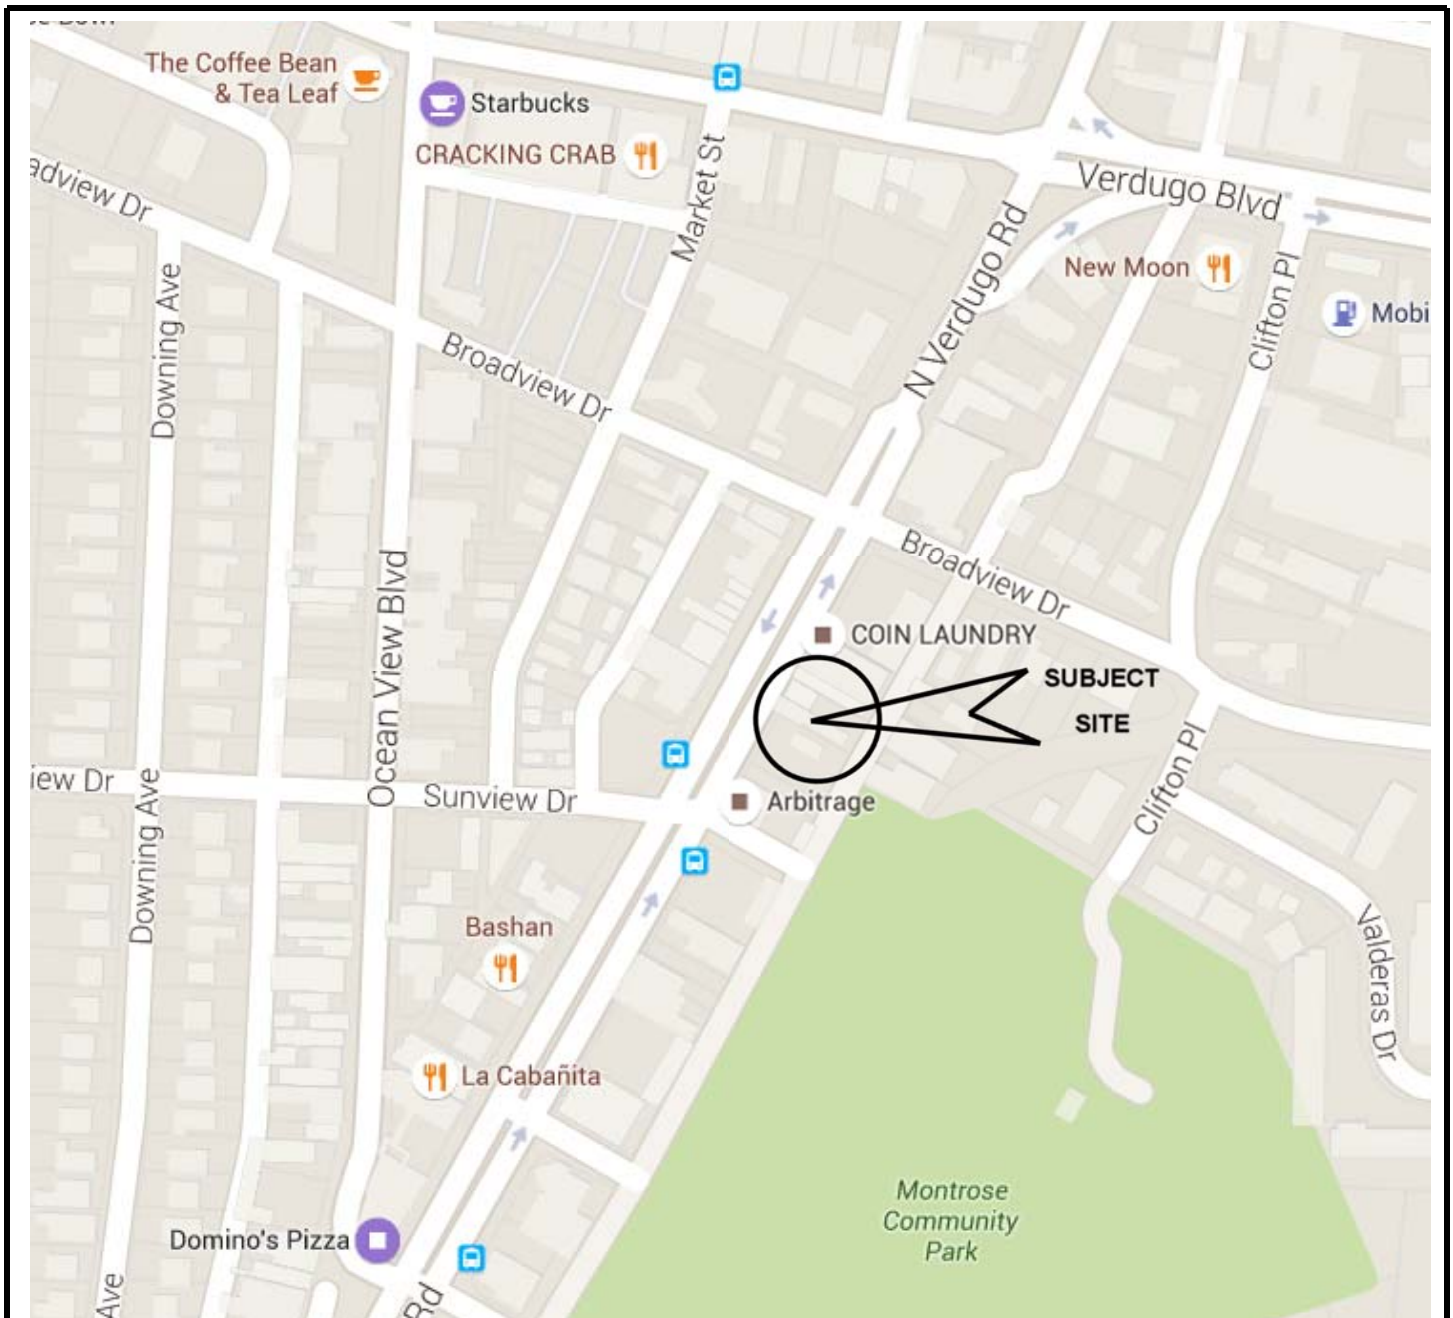 The Coffee Bean
& Tea Leaf
Starbucks
CRACKING CRAB
Market St
Verdugo Blvd
adview Dr
N Verdugo Rd
New Moon
Clifton Pl
Mobi
Downing Ave
Broadview Dr
Broadview Dr
Ocean View Blvd
COIN LAUNDRY
SUBJECT
SITE
iew Dr
Sunview Dr
Arbitrage
Clifton Pl
Downing Ave
Bashan
Valderas Dr
La Cabañita
Montrose
Community
Park
Domino's Pizza
Ave
Rd